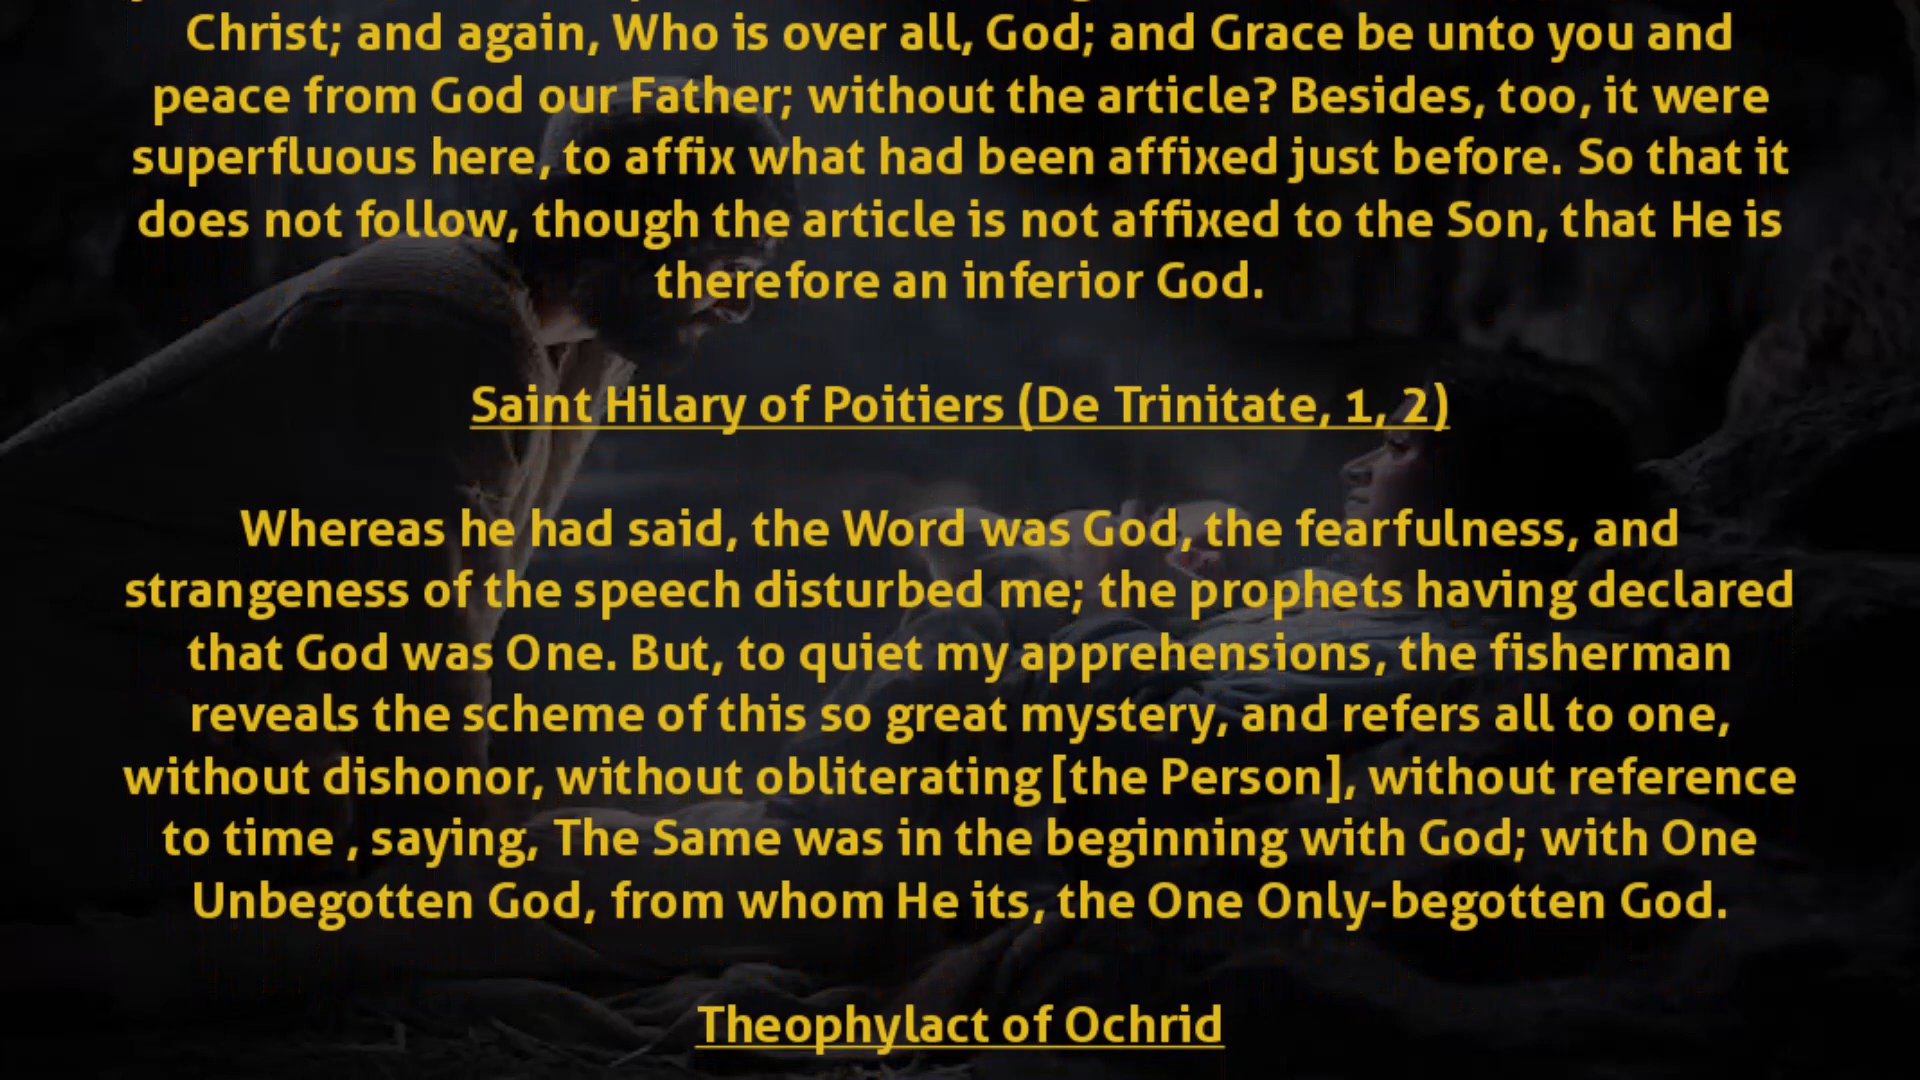 Christ; and again, Who is over all, God; and Grace be unto you and
peace from God our Father; without the article? Besides, too, it were
superfluous here, to affix what had been affixed just before. So that it
does not follow, though the article is not affixed to the Son, that He is
therefore an inferior God.
Saint Hilary of Poitiers (De Trinitate, 1, 2)
Whereas he had said, the Word was God, the fearfulness, and
strangeness of the speech disturbed me; the prophets having declared
that God was One. But, to quiet my apprehensions, the fisherman
reveals the scheme of this so great mystery, and refers all to one,
without dishonor, without obliterating [the Person], without reference
to time , saying, The Same was in the beginning with God; with One
Unbegotten God, from whom He its, the One Only-begotten God.
Theophylact of Ochrid